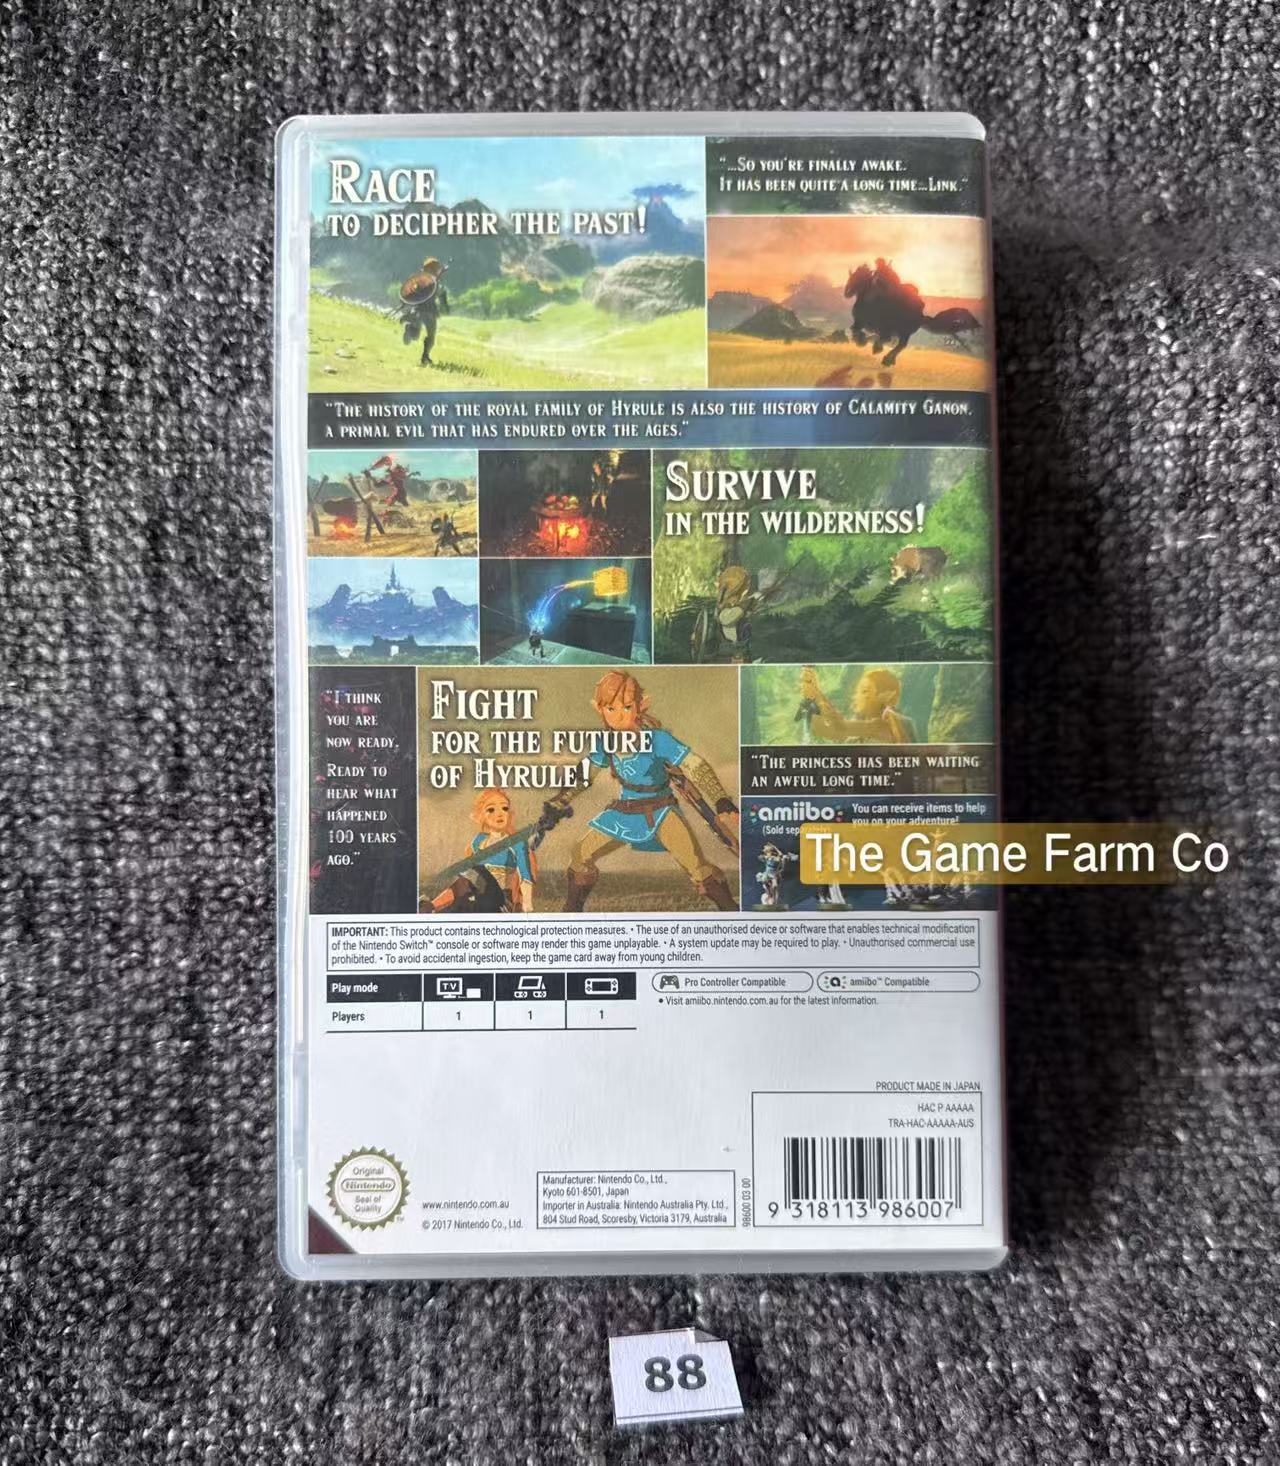 RACE
TO DECIPHER THE PAST!
"...SO YOU'RE FINALLY AWAKE.
IT HAS BEEN QUITE A LONG TIME...LINK."
"THE HISTORY OF THE ROYAL FAMILY OF HYRULE IS ALSO THE HISTORY OF CALAMITY GANON,
A PRIMAL EVIL THAT HAS ENDURED OVER THE AGES."
SURVIVE
IN THE WILDERNESS!
"I THINK
YOU ARE
NOW READY.
READY TO
HEAR WHAT
HAPPENED
100 YEARS
AGO."
FIGHT
FOR THE FUTURE
OF HYRULE!
"THE PRINCESS HAS BEEN WAITING
AN AWFUL LONG TIME."
amiibo
(Sold
You can receive items to help
you on your adventure!
The Game Farm Co
IMPORTANT: This product contains technological protection measures. • The use of an unauthorised device or software that enables technical modification
of the Nintendo Switch™ console or software may render this game unplayable. • A system update may be required to play. • Unauthorised commercial use
prohibited. • To avoid accidental ingestion, keep the game card away from young children.
Play mode
TV
Players 1 1 1
Pro Controller Compatible
amiibo™ Compatible
• Visit amiibo.nintendo.com.au for the latest information.
PRODUCT MADE IN JAPAN
HAC P AAAAA
TRA-HAC-AAAAA-AUS
9 318113 986007
98600 03 00
Original
Nintendo
Seal of
Quality
TM
www.nintendo.com.au
© 2017 Nintendo Co., Ltd.
Manufacturer: Nintendo Co., Ltd.,
Kyoto 601-8501, Japan
Importer in Australia: Nintendo Australia Pty. Ltd.,
804 Stud Road, Scoresby, Victoria 3179, Australia
88